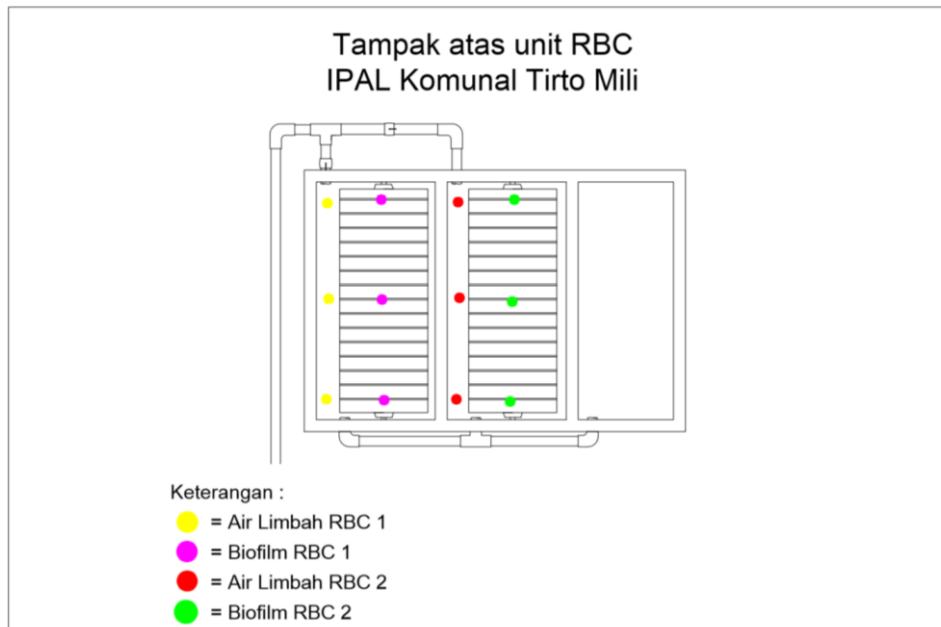 Tampak atas unit RBC
IPAL Komunal Tirto Mili
Keterangan :
= Air Limbah RBC 1
= Biofilm RBC 1
= Air Limbah RBC 2
= Biofilm RBC 2